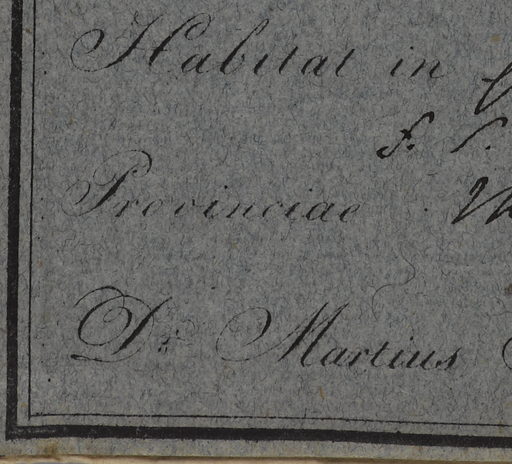 Habitat in
f. S.
Provinciae
Dr. Martius